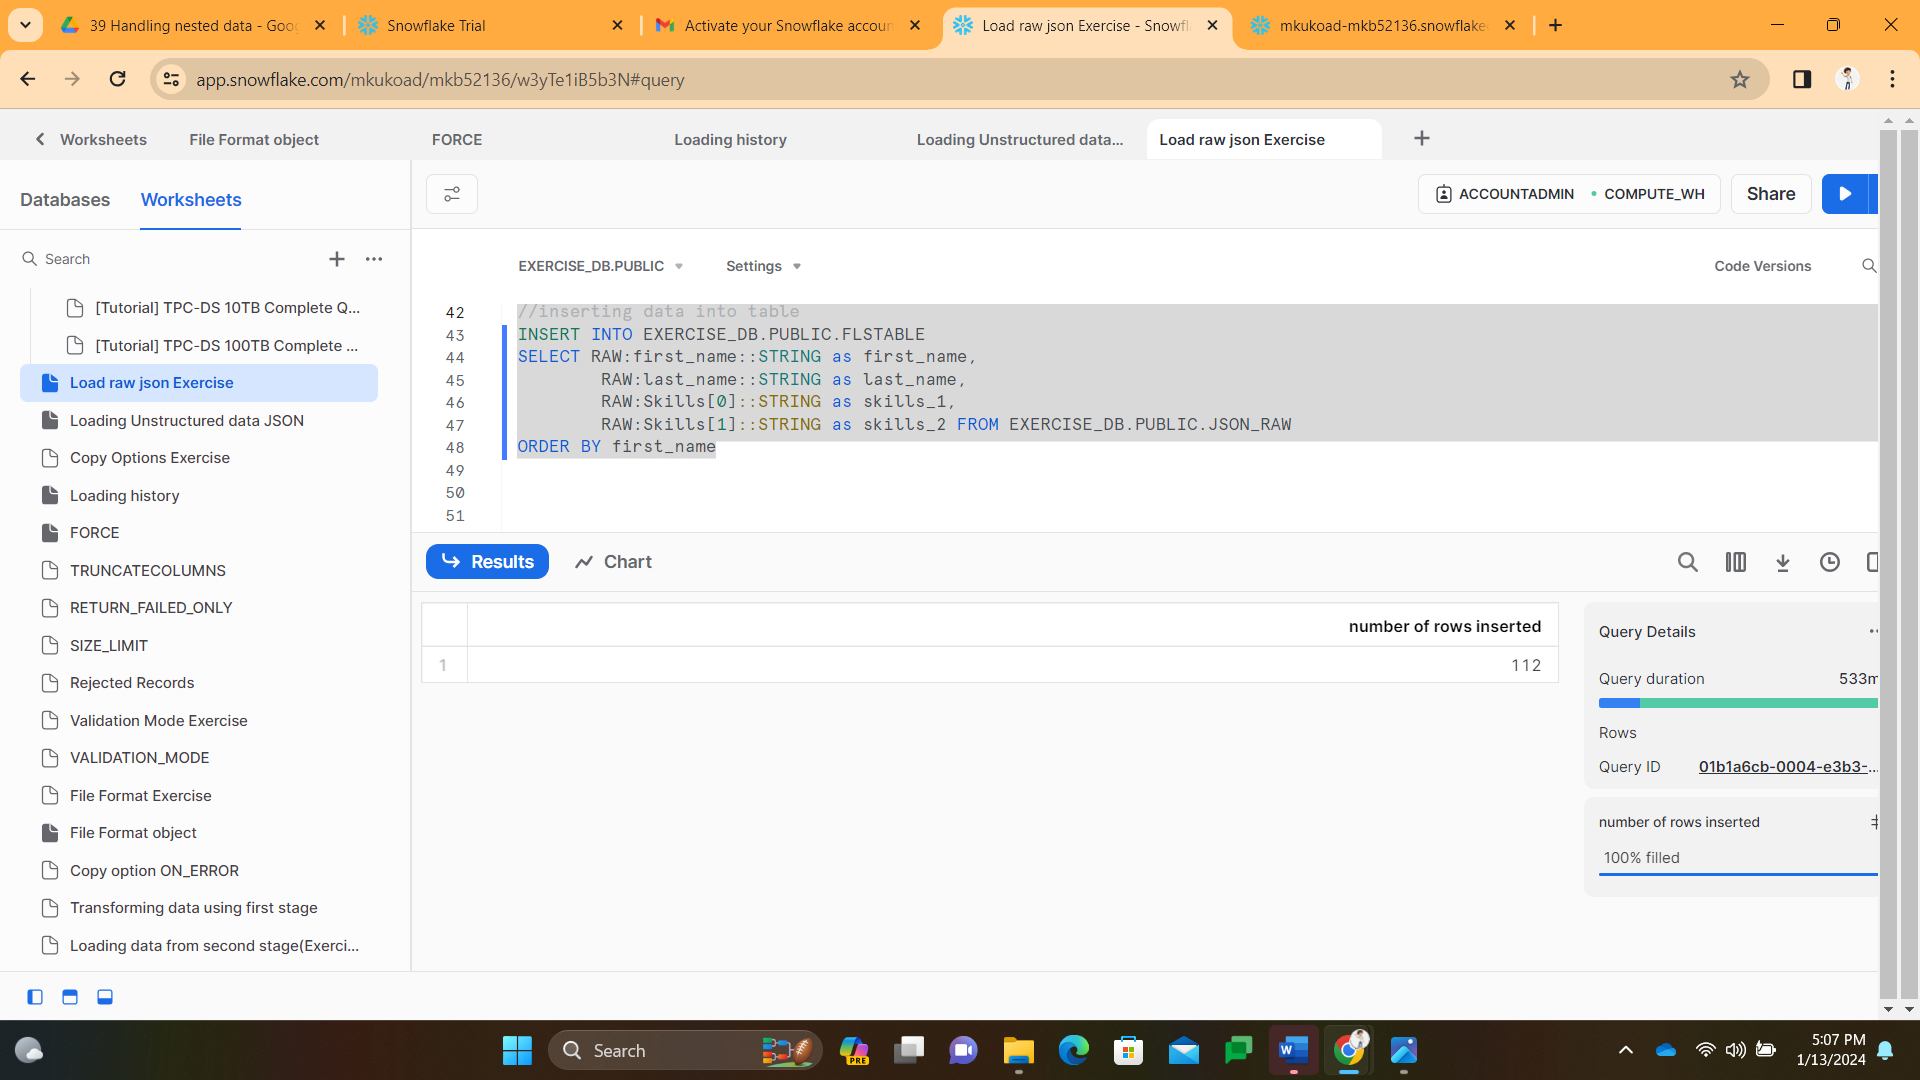 39 Handling nested data - Goo
Snowflake Trial
Activate your Snowflake accoun
Load raw json Exercise - Snowfl
mkukoad-mkb52136.snowflake
app.snowflake.com/mkukoad/mkb52136/w3yTe1iB5b3N#query
Worksheets
File Format object
FORCE
Loading history
Loading Unstructured data...
Load raw json Exercise
Databases
Worksheets
ACCOUNTADMIN
COMPUTE_WH
Share
Search
EXERCISE_DB.PUBLIC
Settings
Code Versions
[Tutorial] TPC-DS 10TB Complete Q...
[Tutorial] TPC-DS 100TB Complete ...
Load raw json Exercise
Loading Unstructured data JSON
Copy Options Exercise
Loading history
FORCE
TRUNCATECOLUMNS
RETURN_FAILED_ONLY
SIZE_LIMIT
Rejected Records
Validation Mode Exercise
VALIDATION_MODE
File Format Exercise
File Format object
Copy option ON_ERROR
Transforming data using first stage
Loading data from second stage(Exerci...
42 //inserting data into table
43 INSERT INTO EXERCISE_DB.PUBLIC.FLSTABLE
44 SELECT RAW:first_name::STRING as first_name,
45 RAW:last_name::STRING as last_name,
46 RAW:Skills[0]::STRING as skills_1,
47 RAW:Skills[1]::STRING as skills_2 FROM EXERCISE_DB.PUBLIC.JSON_RAW
48 ORDER BY first_name
49
50
51
Results
Chart
number of rows inserted
1 112
Query Details
Query duration 533m
Rows
Query ID 01b1a6cb-0004-e3b3-...
number of rows inserted
100% filled
Search
PRE
5:07 PM
1/13/2024